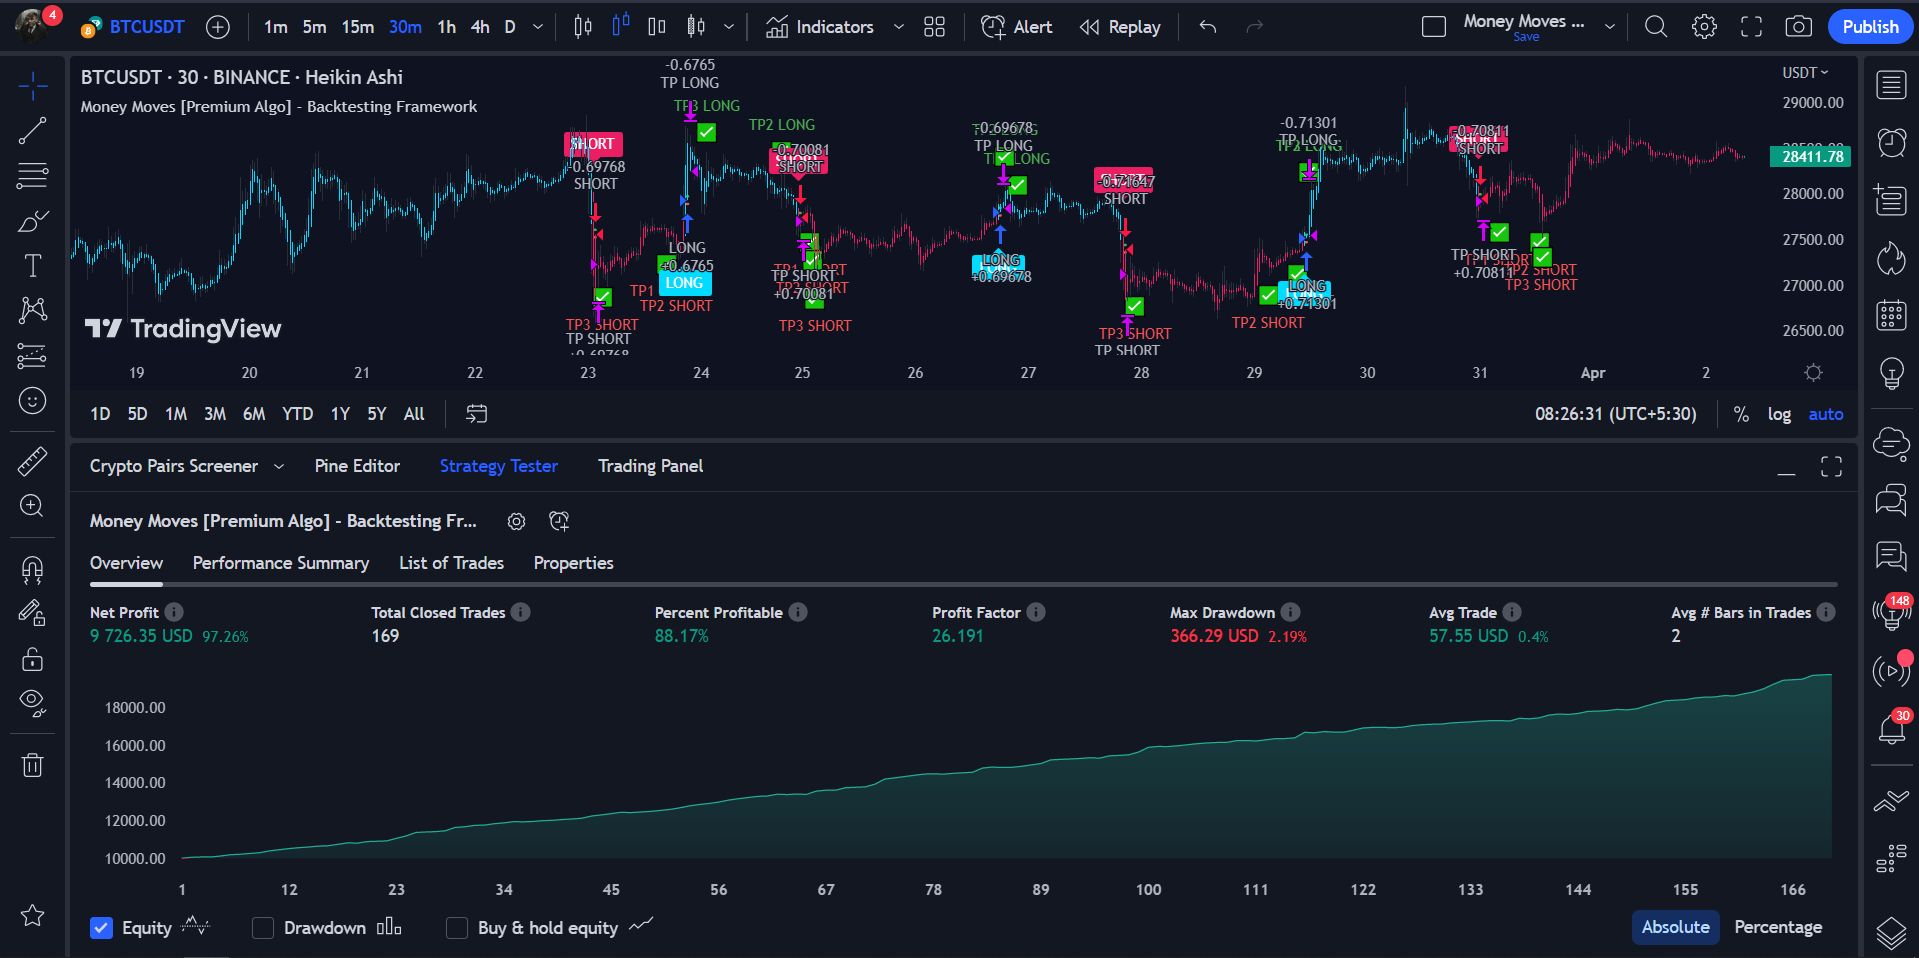 4
BTCUSDT
1m 5m 15m 30m 1h 4h D
Indicators
Alert
Replay
Money Moves ...
Save
Publish
BTCUSDT · 30 · BINANCE · Heikin Ashi
Money Moves [Premium Algo] - Backtesting Framework
USDT
29000.00
28411.78
28000.00
27500.00
27000.00
26500.00
SHORT
-0.69768
SHORT
TP3 SHORT
TP SHORT
+0.69768
-0.6765
TP LONG
TP3 LONG
LONG
+0.6765
LONG
TP1
TP2 SHORT
TP2 LONG
-0.70081
SHORT
TP SHORT
+0.70081
TP3 SHORT
-0.69678
TP LONG
LONG
LONG
+0.69678
-0.71647
SHORT
TP3 SHORT
TP SHORT
-0.71301
TP LONG
TP2 LONG
LONG
+0.71301
TP2 SHORT
-0.70811
SHORT
TP SHORT
+0.70811
TP2 SHORT
TP3 SHORT
TradingView
19 20 21 22 23 24 25 26 27 28 29 30 31 Apr 2
1D 5D 1M 3M 6M YTD 1Y 5Y All
08:26:31 (UTC+5:30)
% log auto
Crypto Pairs Screener
Pine Editor
Strategy Tester
Trading Panel
Money Moves [Premium Algo] - Backtesting Fr...
Overview
Performance Summary
List of Trades
Properties
Net Profit
9 726.35 USD 97.26%
Total Closed Trades
169
Percent Profitable
88.17%
Profit Factor
26.191
Max Drawdown
366.29 USD 2.19%
Avg Trade
57.55 USD 0.4%
Avg # Bars in Trades
2
18000.00
16000.00
14000.00
12000.00
10000.00
1 12 23 34 45 56 67 78 89 100 111 122 133 144 155 166
Equity
Drawdown
Buy & hold equity
Absolute
Percentage
148
30